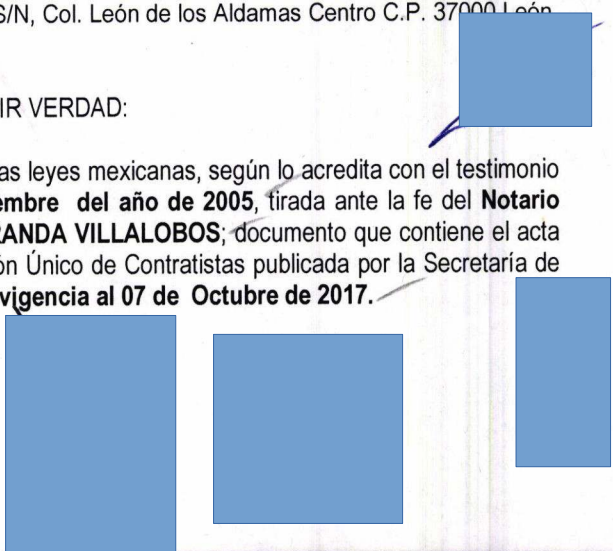 S/N, Col. León de los Aldamas Centro C.P. 37000 León
IR VERDAD:
as leyes mexicanas, según lo acredita con el testimonio
embre del año de 2005, tirada ante la fe del Notario
RANDA VILLALOBOS; documento que contiene el acta
ón Único de Contratistas publicada por la Secretaría de
vigencia al 07 de Octubre de 2017.